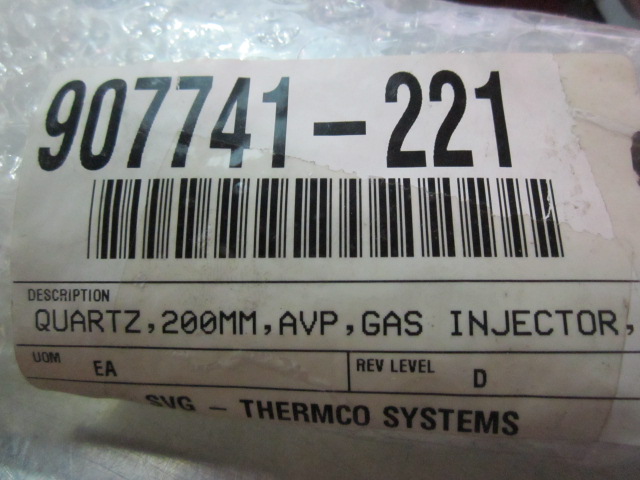 907741-221
DESCRIPTION
QUARTZ,200MM,AVP,GAS INJECTOR,
UOM EA REV LEVEL D
SVG - THERMCO SYSTEMS